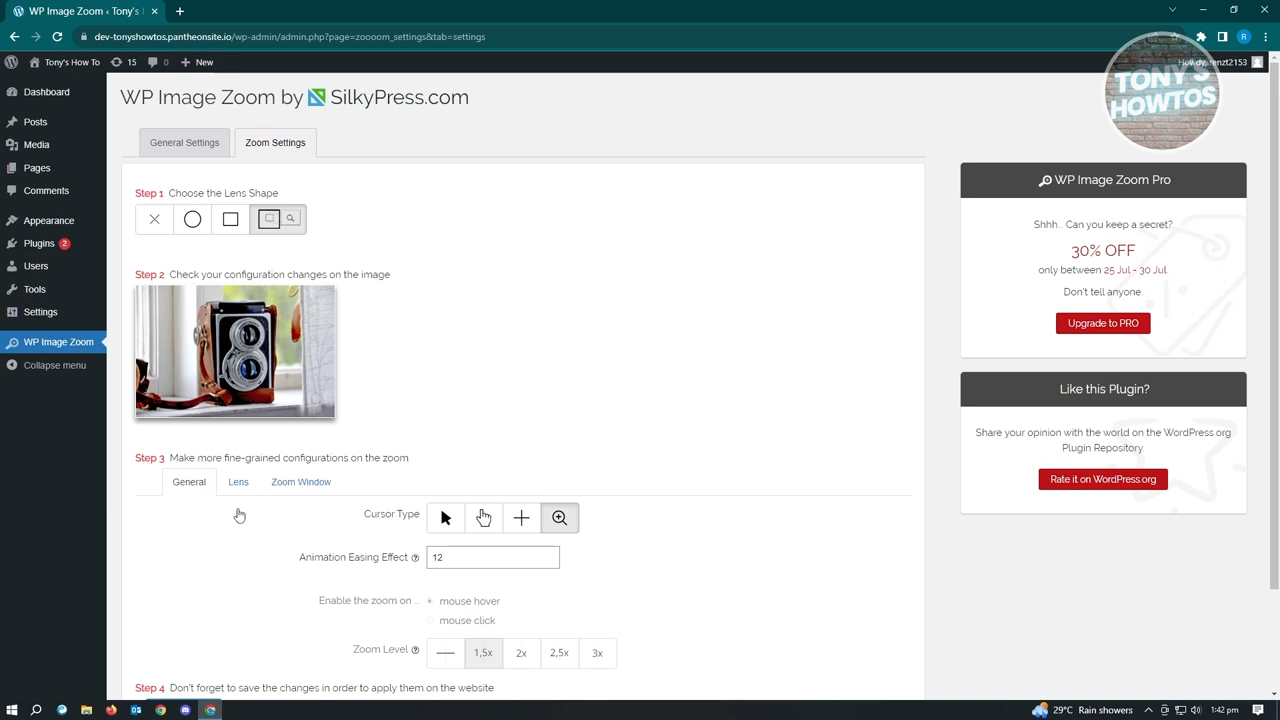 WP Image Zoom ‹ Tony's
dev-tonyshowtos.pantheonsite.io/wp-admin/admin.php?page=zoooom_settings&tab=settings
Tony's How To 15 0 + New
Howdy, renzt2153
TONY'S
HOWTOS
Dashboard
Posts
Media
Pages
Comments
Appearance
Plugins 2
Users
Tools
Settings
WP Image Zoom
Collapse menu
WP Image Zoom by SilkyPress.com
General Settings
Zoom Settings
Step 1 Choose the Lens Shape
Step 2 Check your configuration changes on the image
Step 3 Make more fine-grained configurations on the zoom
General Lens Zoom Window
Cursor Type
Animation Easing Effect 12
Enable the zoom on ... mouse hover
mouse click
Zoom Level 1,5x 2x 2,5x 3x
Step 4 Don't forget to save the changes in order to apply them on the website
WP Image Zoom Pro
Shhh... Can you keep a secret?
30% OFF
only between 25 Jul - 30 Jul.
Don't tell anyone.
Upgrade to PRO
Like this Plugin?
Share your opinion with the world on the WordPress.org
Plugin Repository.
Rate it on WordPress.org
29°C Rain showers 1:42 pm